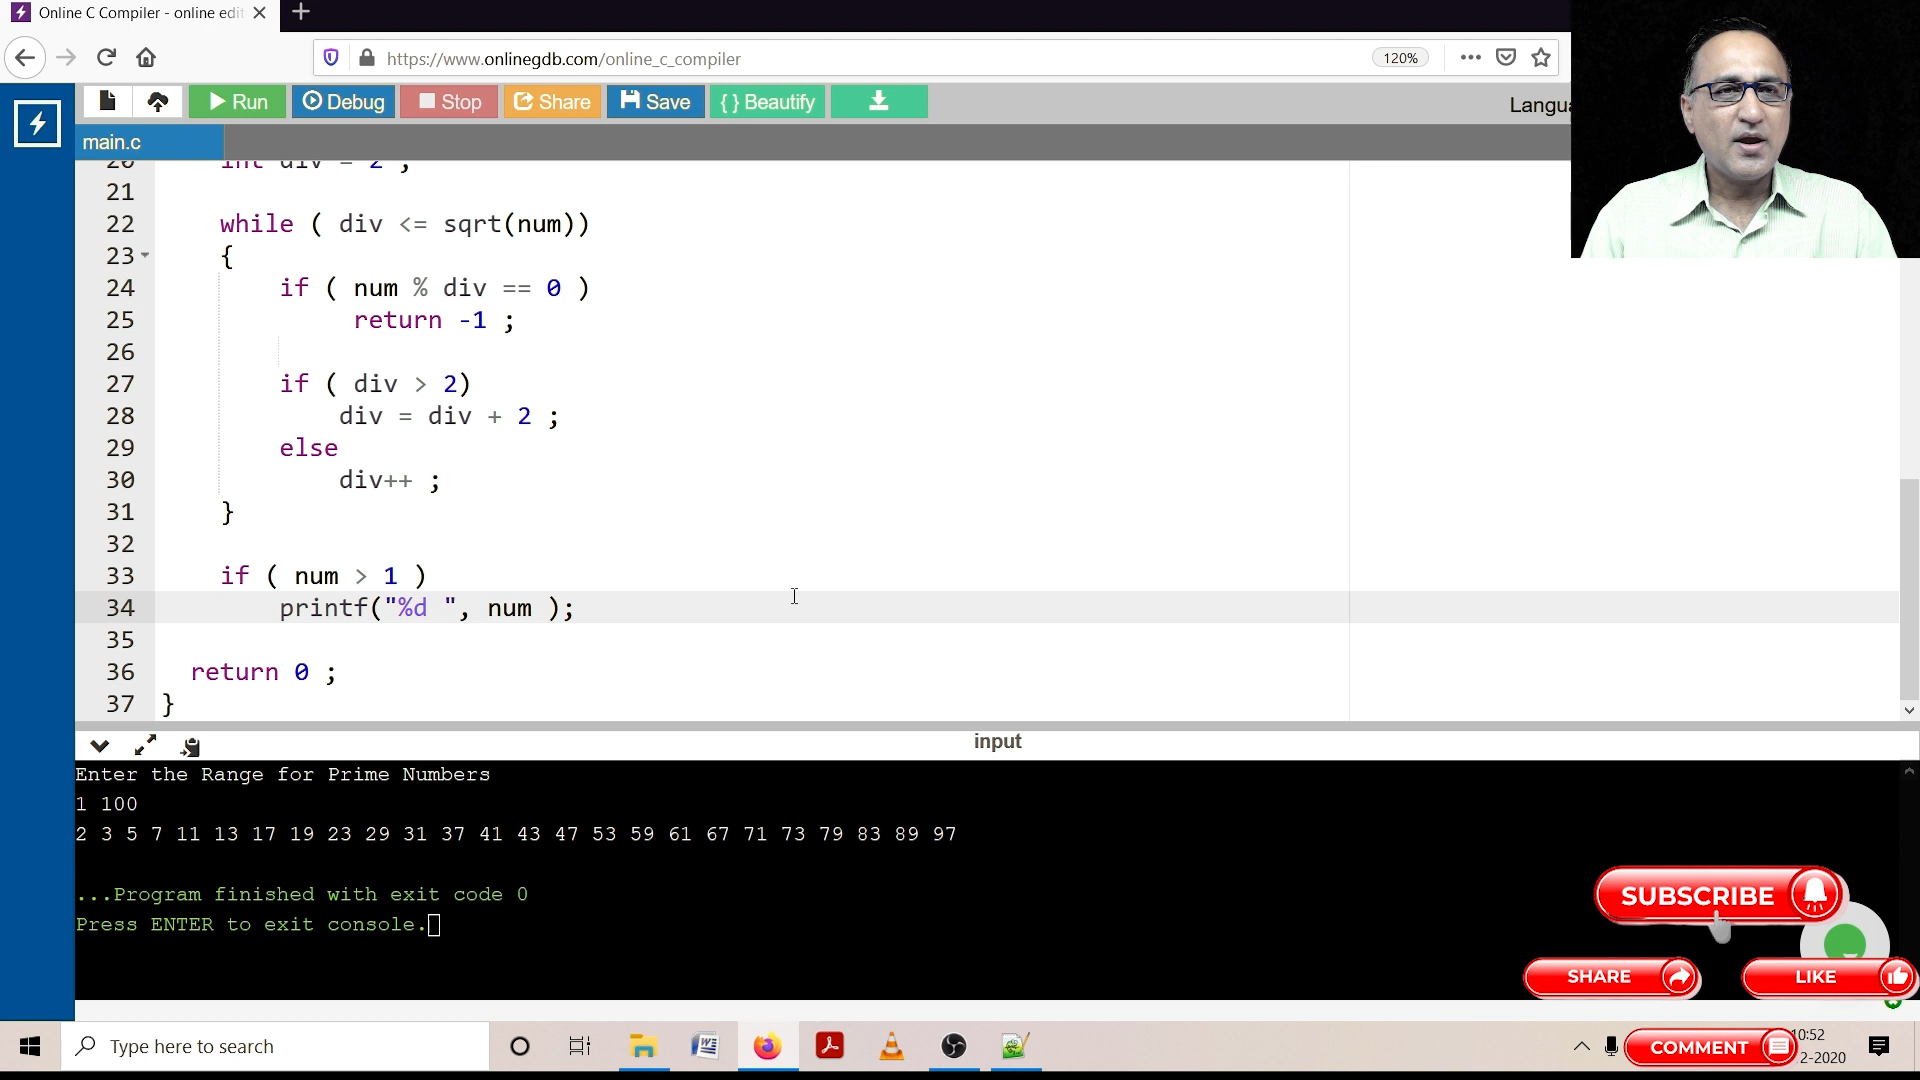 Online C Compiler - online edit
https://www.onlinegdb.com/online_c_compiler
120%
Run
Debug
Stop
Share
Save
{ } Beautify
Langua
main.c
20 int div = 2 ;
21
22 while ( div <= sqrt(num))
23 {
24 if ( num % div == 0 )
25 return -1 ;
26
27 if ( div > 2)
28 div = div + 2 ;
29 else
30 div++ ;
31 }
32
33 if ( num > 1 )
34 printf("%d ", num );
35
36 return 0 ;
37 }
input
Enter the Range for Prime Numbers
1 100
2 3 5 7 11 13 17 19 23 29 31 37 41 43 47 53 59 61 67 71 73 79 83 89 97
...Program finished with exit code 0
Press ENTER to exit console.
SUBSCRIBE
SHARE
LIKE
Type here to search
COMMENT
10:52
2-2020